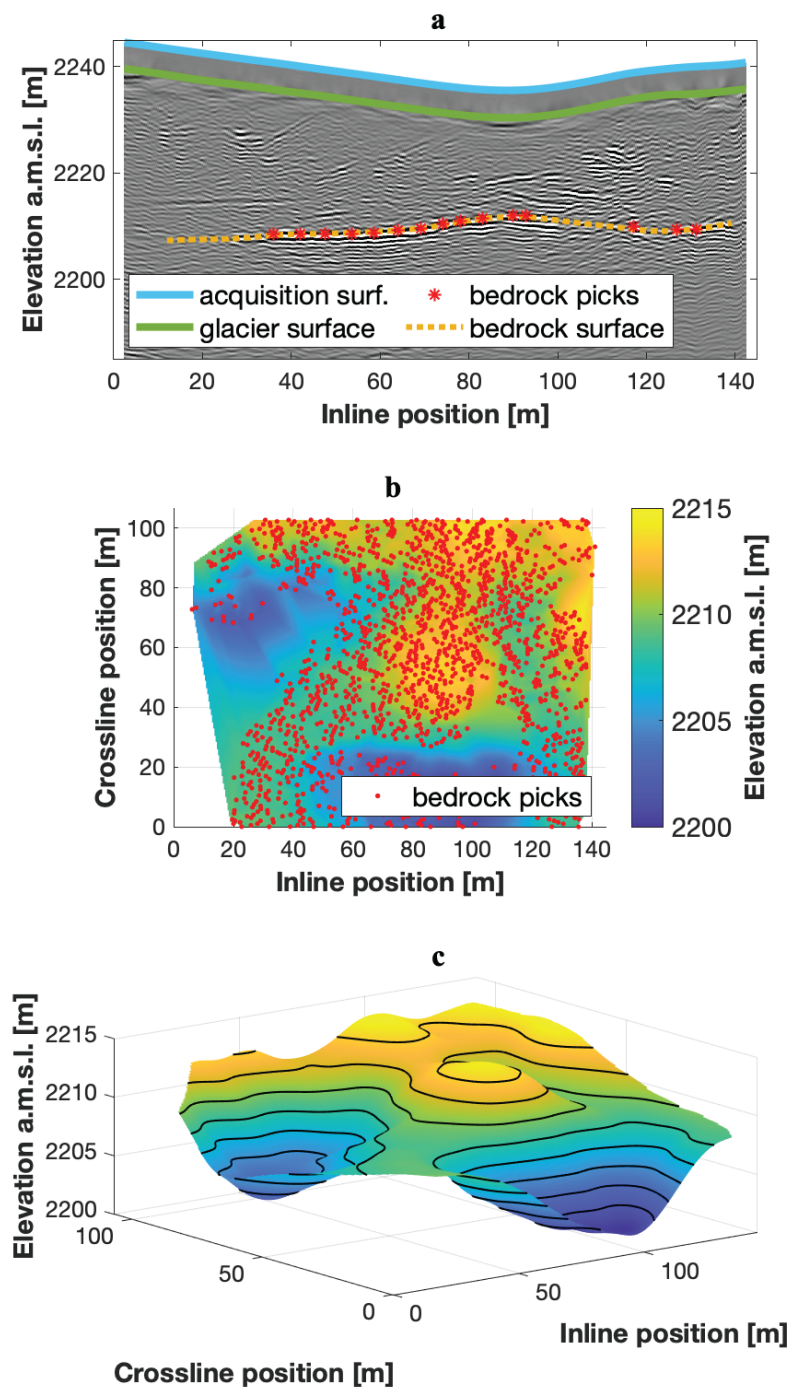 a
Elevation a.m.s.l. [m]
2240
2220
2200
acquisition surf.
bedrock picks
glacier surface
bedrock surface
0 20 40 60 80 100 120 140
Inline position [m]
b
Crossline position [m]
100
80
60
40
20
0
bedrock picks
0 20 40 60 80 100 120 140
Inline position [m]
2215
2210
2205
2200
Elevation a.m.s.l. [m]
c
Elevation a.m.s.l. [m]
2215
2210
2205
2200
100
50
0
0
50
100
Inline position [m]
Crossline position [m]